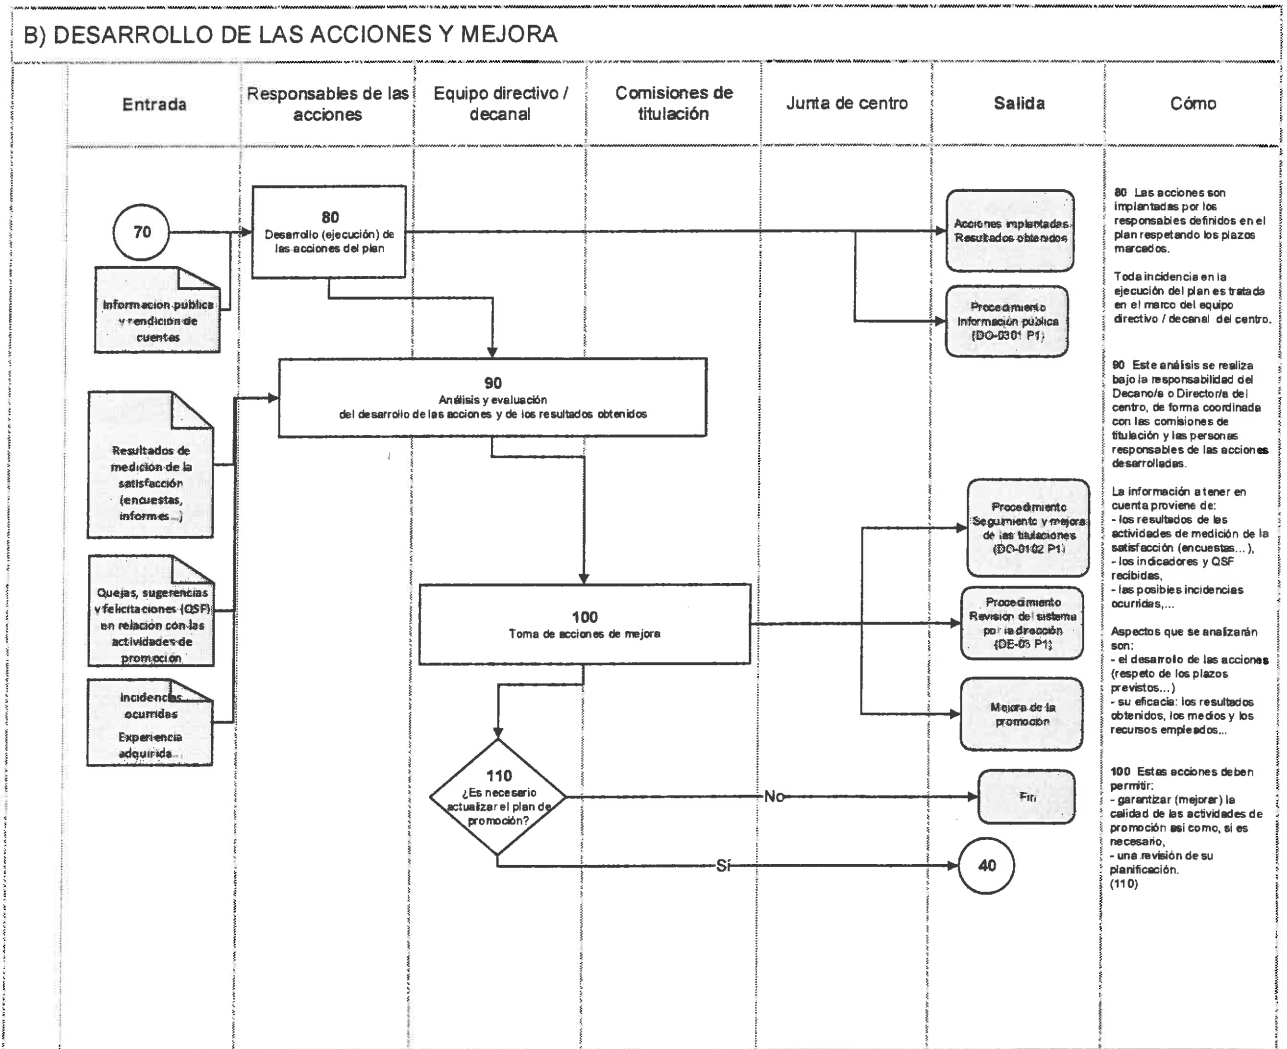 B) DESARROLLO DE LAS ACCIONES Y MEJORA
Entrada
Responsables de las
acciones
Equipo directivo /
decanal
Comisiones de
titulación
Junta de centro
Salida
Cómo
70
Información pública
y rendición de
cuentas
80
Desarrollo (ejecución) de
las acciones del plan
Acciones implantadas
Resultados obtenidos
Procedimiento
Información pública
(DO-0301 P1)
90
Análisis y evaluación
del desarrollo de las acciones y de los resultados obtenidos
Resultados de
medición de la
satisfacción
(encuestas,
informes...)
Quejas, sugerencias
y felicitaciones (QSF)
en relación con las
actividades de
promoción
Incidencias
ocurridas
Experiencia
adquirida...
100
Toma de acciones de mejora
Procedimiento
Seguimiento y mejora
de las titulaciones
(DO-0102 P1)
Procedimiento
Revisión del sistema
por la dirección
(DE-03 P1)
Mejora de la
promoción
110
¿Es necesario
actualizar el plan de
promoción?
No
Fin
Sí
40
80 Las acciones son
implantadas por los
responsables definidos en el
plan respetando los plazos
marcados.
Toda incidencia en la
ejecución del plan es tratada
en el marco del equipo
directivo / decanal del centro.
90 Este análisis se realiza
bajo la responsabilidad del
Decano/a o Director/a del
centro, de forma coordinada
con las comisiones de
titulación y las personas
responsables de las acciones
desarrolladas.
La información a tener en
cuenta proviene de:
- los resultados de las
actividades de medición de la
satisfacción (encuestas...),
- los indicadores y QSF
recibidas,
- las posibles incidencias
ocurridas,...
Aspectos que se analizarán
son:
- el desarrollo de las acciones
(respeto de los plazos
previstos...)
- su eficacia: los resultados
obtenidos, los medios y los
recursos empleados...
100 Estas acciones deben
permitir:
- garantizar (mejorar) la
calidad de las actividades de
promoción así como, si es
necesario,
- una revisión de su
planificación.
(110)